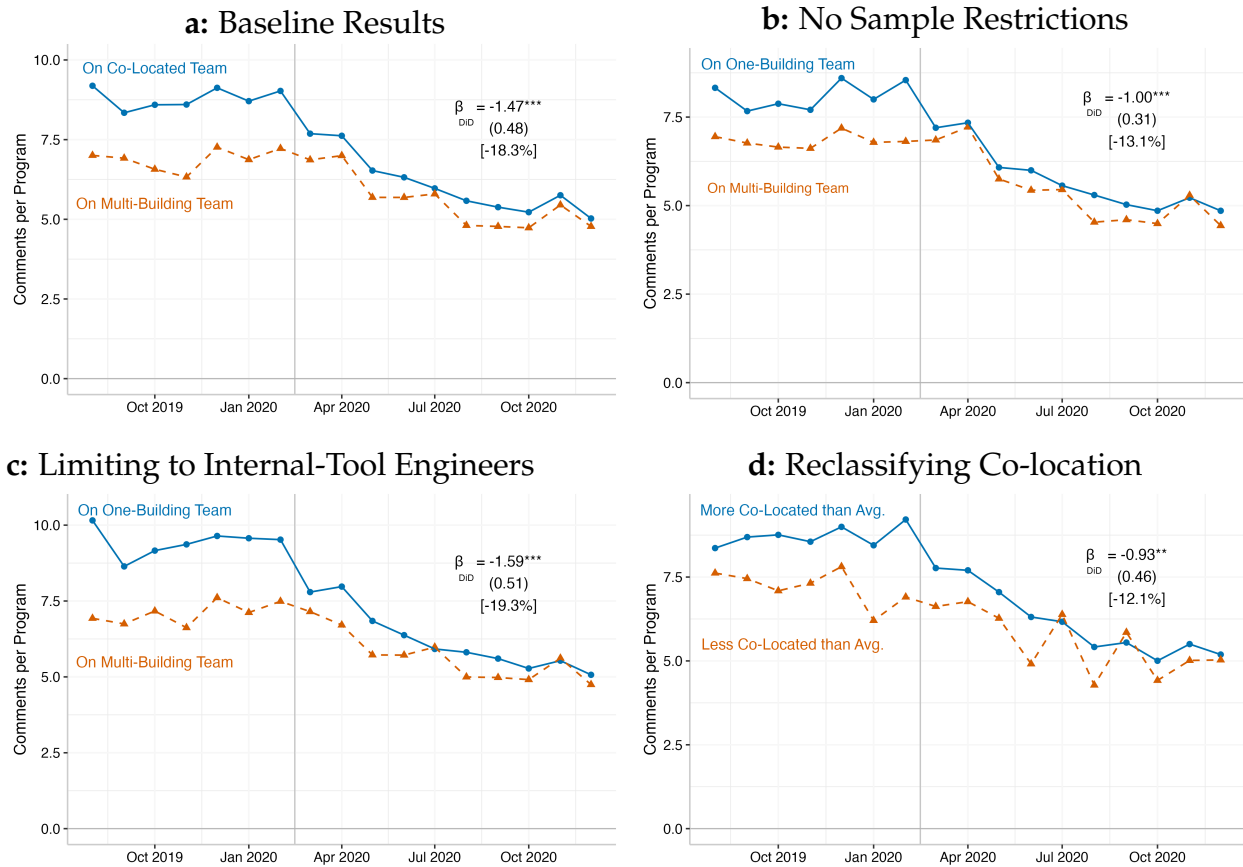 a: Baseline Results
Comments per Program
10.0
7.5
5.0
2.5
0.0
On Co-Located Team
On Multi-Building Team
β DiD = -1.47***
(0.48)
[-18.3%]
Oct 2019 Jan 2020 Apr 2020 Jul 2020 Oct 2020
b: No Sample Restrictions
Comments per Program
7.5
5.0
2.5
0.0
On One-Building Team
On Multi-Building Team
β DiD = -1.00***
(0.31)
[-13.1%]
Oct 2019 Jan 2020 Apr 2020 Jul 2020 Oct 2020
c: Limiting to Internal-Tool Engineers
Comments per Program
10.0
7.5
5.0
2.5
0.0
On One-Building Team
On Multi-Building Team
β DiD = -1.59***
(0.51)
[-19.3%]
Oct 2019 Jan 2020 Apr 2020 Jul 2020 Oct 2020
d: Reclassifying Co-location
Comments per Program
7.5
5.0
2.5
0.0
More Co-Located than Avg.
Less Co-Located than Avg.
β DiD = -0.93**
(0.46)
[-12.1%]
Oct 2019 Jan 2020 Apr 2020 Jul 2020 Oct 2020